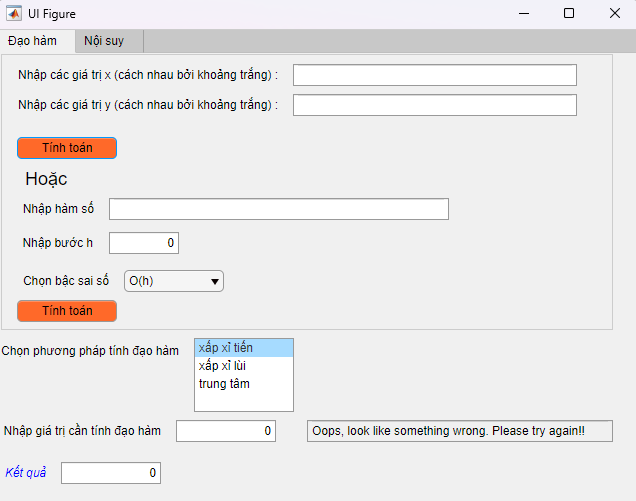 UI Figure
Đạo hàm Nội suy
Nhập các giá trị x (cách nhau bởi khoảng trắng) :
Nhập các giá trị y (cách nhau bởi khoảng trắng) :
Tính toán
Hoặc
Nhập hàm số
Nhập bước h 0
Chọn bậc sai số O(h)
Tính toán
Chọn phương pháp tính đạo hàm xấp xỉ tiến
xấp xỉ lùi
trung tâm
Nhập giá trị cần tính đạo hàm 0 Oops, look like something wrong. Please try again!!
Kết quả 0